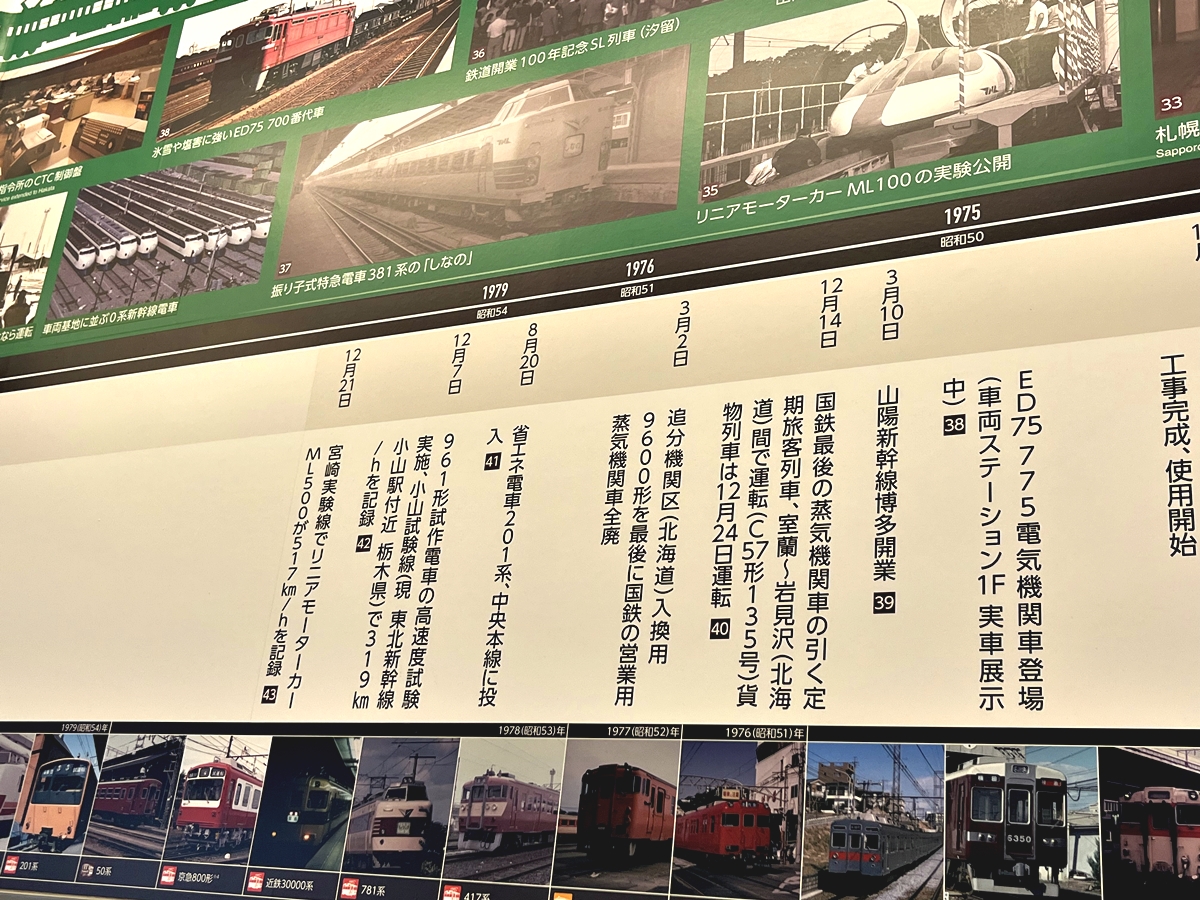 指令所のCTC制御盤
38
氷雪や塩害に強いED75 700番代車
36
鉄道開業100年記念SL列車(汐留)
35
リニアモーターカー ML100の実験公開
33
札幌
Sapporo
なら運転
車両基地に並ぶ0系新幹線電車
37
振り子式特急電車381系の「しなの」
1975
昭和50
1976
昭和51
1979
昭和54
工事完成、使用開始
ED75 775電気機関車登場
(車両ステーション1F 実車展示
中) 38
3月10日
山陽新幹線博多開業 39
12月14日
国鉄最後の蒸気機関車の引く定
期旅客列車、室蘭〜岩見沢(北海
道)間で運転(C57形135号)貨
物列車は12月24日運転 40
3月2日
追分機関区(北海道)入換用
9600形を最後に国鉄の営業用
蒸気機関車全廃
8月20日
省エネ電車201系、中央本線に投
入 41
12月7日
961形試作電車の高速度試験
実施、小山試験線(現 東北新幹線
小山駅付近 栃木県)で319km
/hを記録 42
12月21日
宮崎実験線でリニアモーターカー
ML500が517km/hを記録 43
1979(昭和54)年
1978(昭和53)年
1977(昭和52)年
1976(昭和51)年
201系
50系
京急800形
近鉄30000系
781系
417系
5350